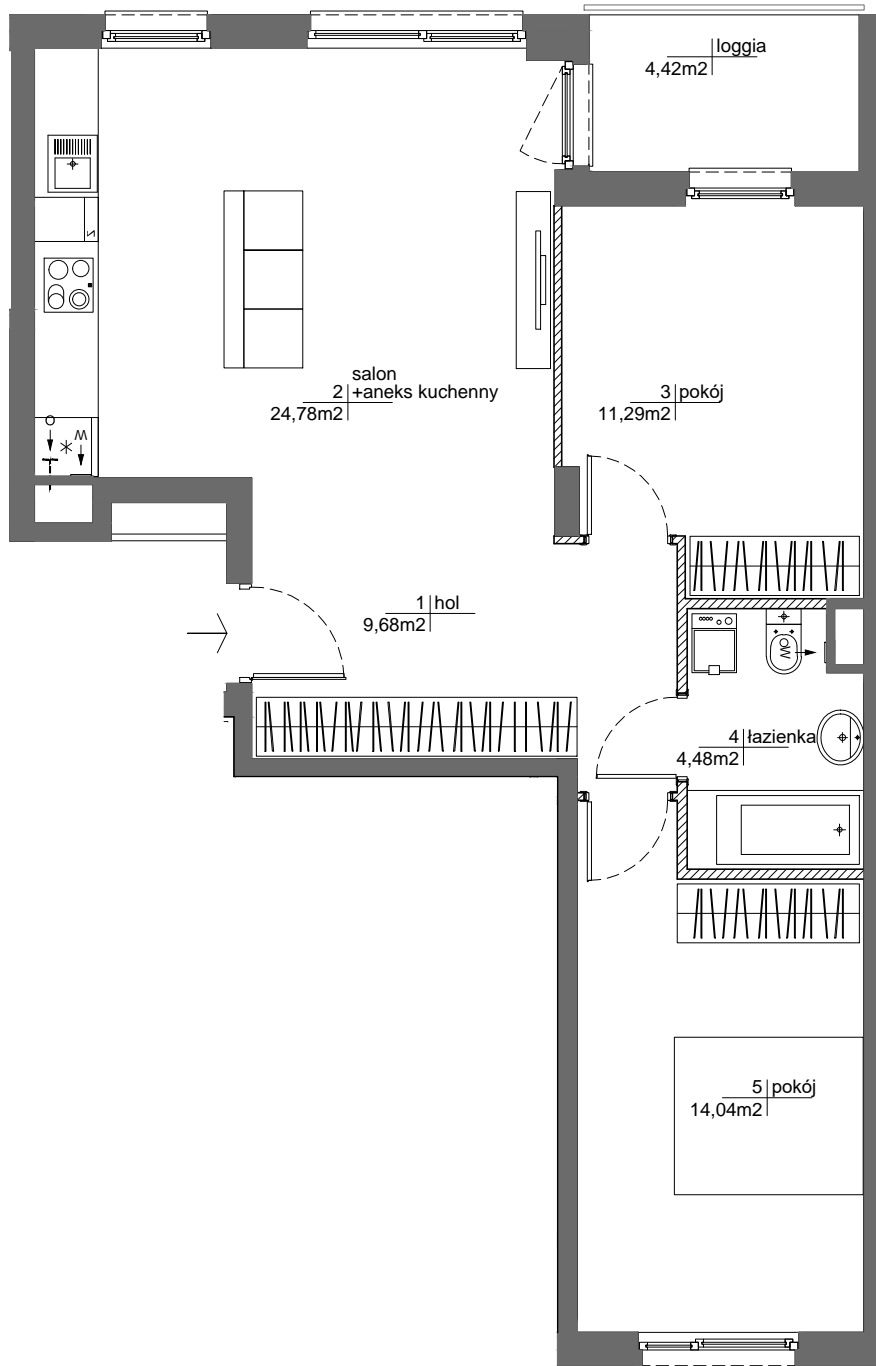 loggia
4,42m2
salon
2 +aneks kuchenny
24,78m2
3 pokój
11,29m2
1 hol
9,68m2
4 łazienka
4,48m2
5 pokój
14,04m2